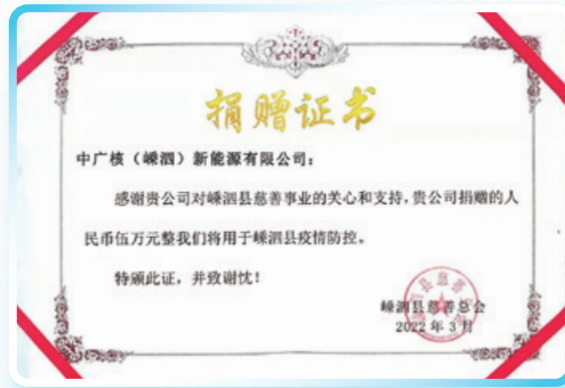 捐赠证书
中广核（嵊泗）新能源有限公司：
感谢贵公司对嵊泗县慈善事业的关心和支持，贵公司捐赠的人
民币伍万元整我们将用于嵊泗县疫情防控。
特颁此证，并致谢忱！
嵊泗县慈善总会
2022 年 3 月